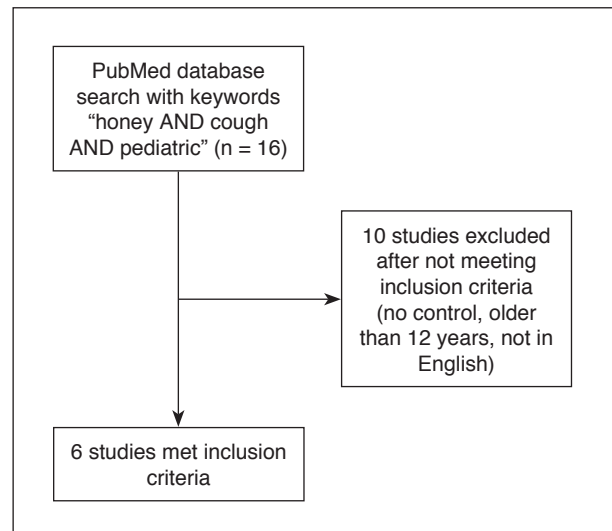 PubMed database
search with keywords
“honey AND cough
AND pediatric” (n = 16)
10 studies excluded
after not meeting
inclusion criteria
(no control, older
than 12 years, not in
English)
6 studies met inclusion
criteria